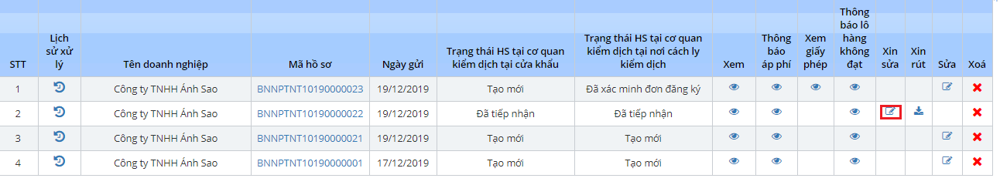 STT Lịch sử xử lý Tên doanh nghiệp Mã hồ sơ Ngày gửi Trạng thái HS tại cơ quan kiểm dịch tại cửa khẩu Trạng thái HS tại cơ quan kiểm dịch tại nơi cách ly kiểm dịch Xem Thông báo áp phí Xem giấy phép Thông báo lô hàng không đạt Xin sửa Xin rút Sửa Xoá
1 Công ty TNHH Ánh Sao BNNPTNT10190000023 19/12/2019 Tạo mới Đã xác minh đơn đăng ký
2 Công ty TNHH Ánh Sao BNNPTNT10190000022 19/12/2019 Đã tiếp nhận Đã tiếp nhận
3 Công ty TNHH Ánh Sao BNNPTNT10190000021 19/12/2019 Tạo mới Tạo mới
4 Công ty TNHH Ánh Sao BNNPTNT10190000001 17/12/2019 Tạo mới Tạo mới